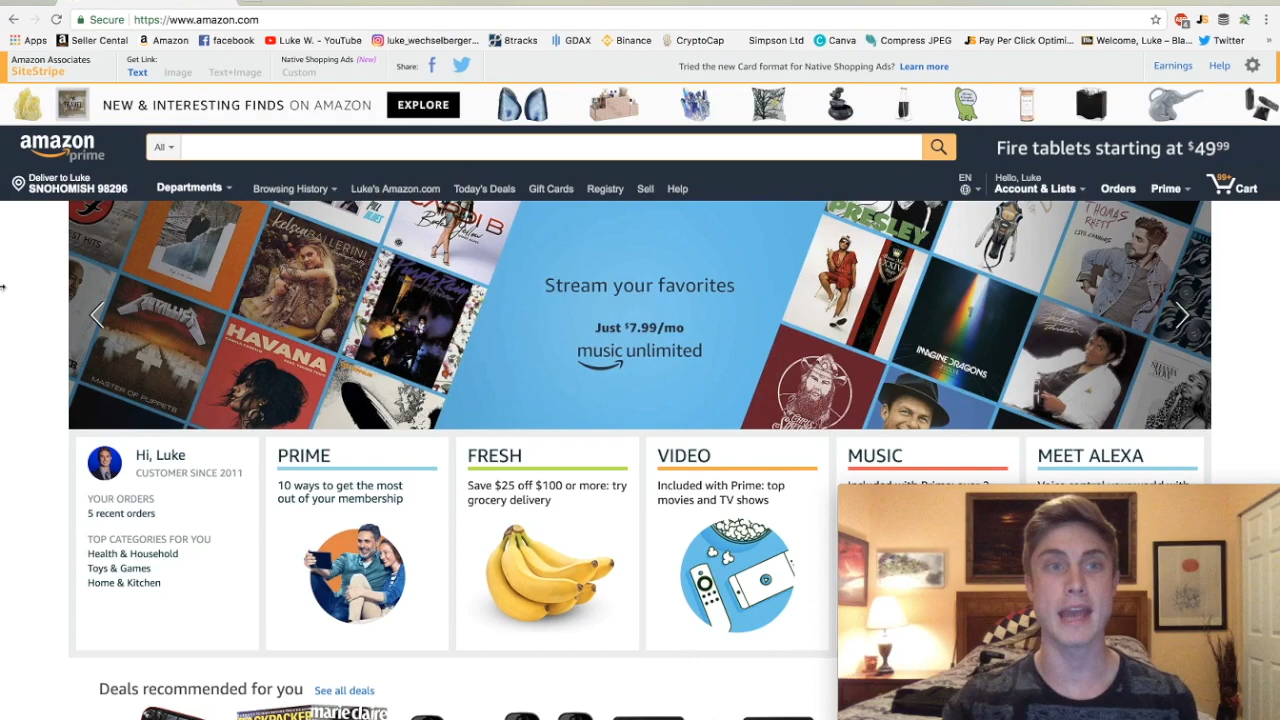 Secure https://www.amazon.com
Apps Seller Cental Amazon facebook Luke W. - YouTube luke_wechselberger... 8tracks GDAX Binance CryptoCap Simpson Ltd Canva Compress JPEG Pay Per Click Optimi... Welcome, Luke – Bla... Twitter »
Amazon Associates
SiteStripe
Get Link:
Text Image Text+Image
Native Shopping Ads (New)
Custom
Share:
Tried the new Card format for Native Shopping Ads? Learn more
Earnings Help
NEW & INTERESTING FINDS ON AMAZON EXPLORE
amazon
prime
All
Fire tablets starting at $49⁹⁹
Deliver to Luke
SNOHOMISH 98296
Departments Browsing History Luke's Amazon.com Today's Deals Gift Cards Registry Sell Help
EN
Hello, Luke
Account & Lists Orders Prime
99+
Cart
PRESLEY
THOMAS
RHETT
KELSEA BALLERINI
HAVANA
MASTER OF PUPPETS
IMAGINE DRAGONS
Stream your favorites
Just $7.99/mo
music unlimited
Hi, Luke
CUSTOMER SINCE 2011
YOUR ORDERS
5 recent orders
TOP CATEGORIES FOR YOU
Health & Household
Toys & Games
Home & Kitchen
PRIME
10 ways to get the most
out of your membership
FRESH
Save $25 off $100 or more: try
grocery delivery
VIDEO
Included with Prime: top
movies and TV shows
MUSIC
MEET ALEXA
Deals recommended for you See all deals
marie claire